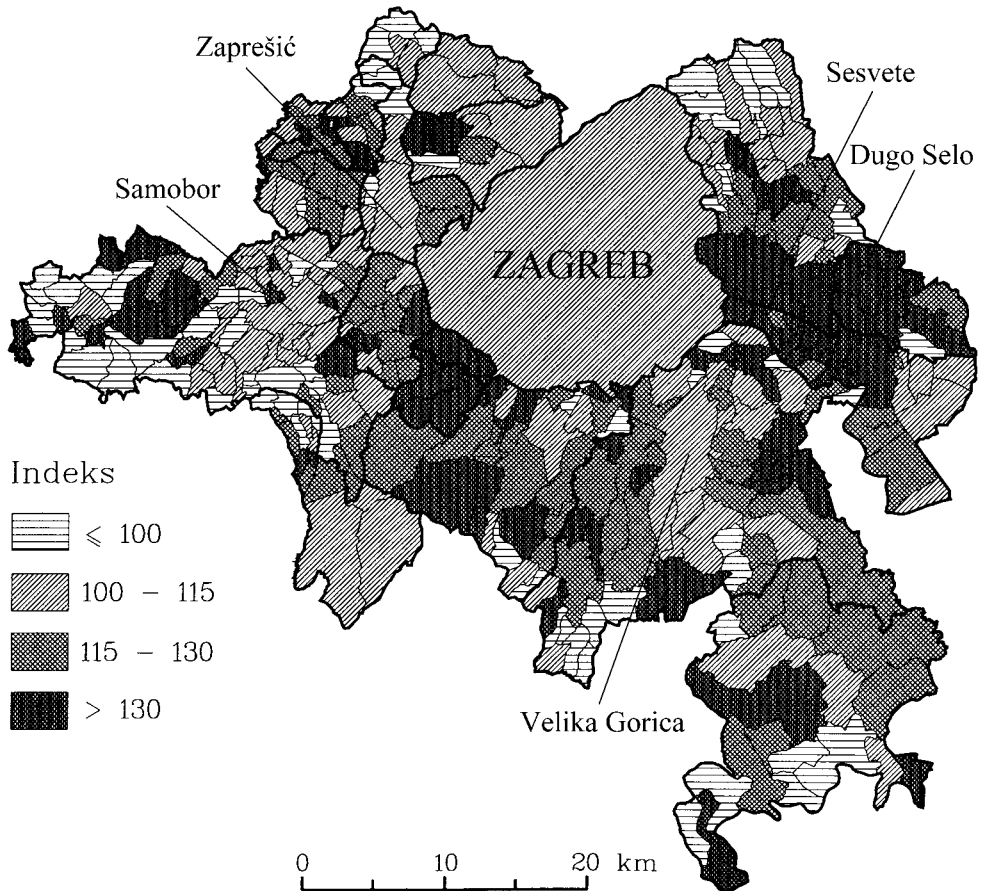 Zaprešić
Sesvete
Dugo Selo
Samobor
ZAGREB
Indeks
⩽ 100
100 – 115
115 – 130
> 130
Velika Gorica
0 10 20 km